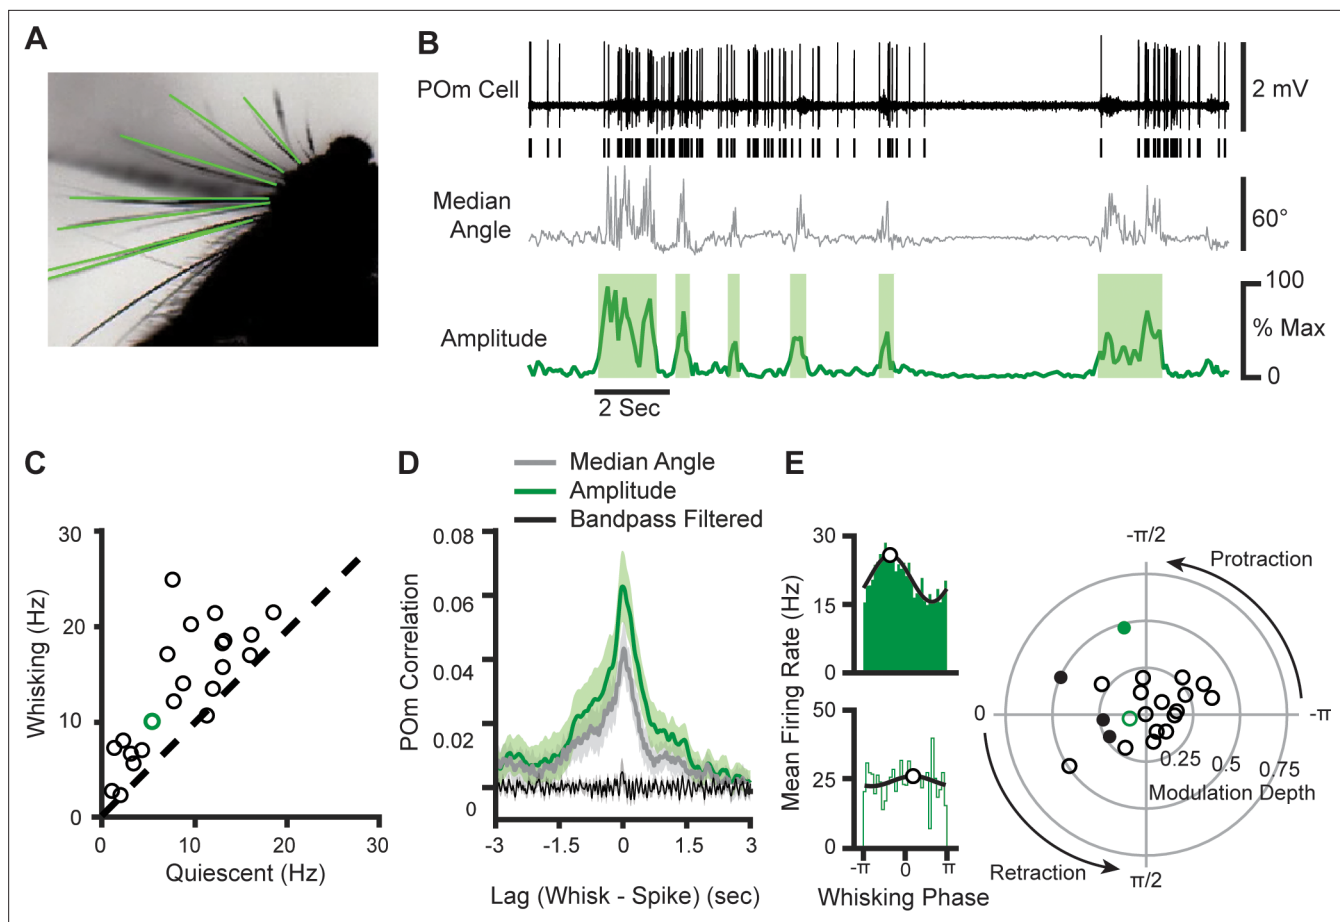 A
B
POm Cell
2 mV
Median
Angle
60°
Amplitude
100
% Max
0
2 Sec
C
Whisking (Hz)
30
20
10
0
0
10
20
30
Quiescent (Hz)
D
Median Angle
Amplitude
Bandpass Filtered
POm Correlation
0.08
0.06
0.04
0.02
0
-3
-1.5
0
1.5
3
Lag (Whisk - Spike) (sec)
E
Mean Firing Rate (Hz)
30
15
0
50
25
0
-π
0
π
Whisking Phase
-π/2
Protraction
0
-π
0.25
0.5
0.75
Modulation Depth
Retraction
π/2